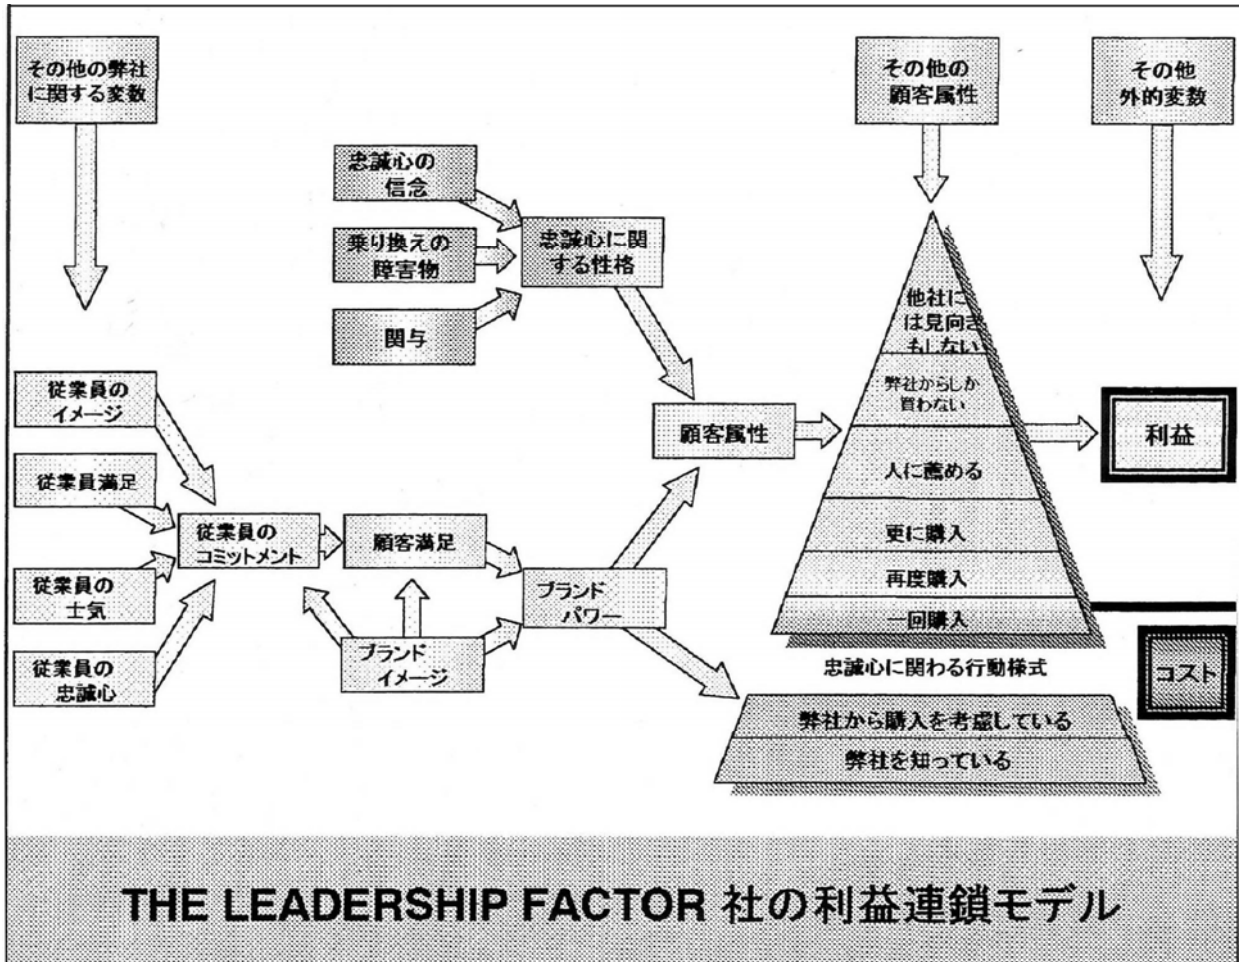 その他の弊社
に関する変数
その他の
顧客属性
その他
外的変数
忠誠心の
信念
乗り換えの
障害物
関与
忠誠心に関
する性格
他社に
は見向き
もしない
弊社からしか
買わない
人に薦める
更に購入
再度購入
一回購入
従業員の
イメージ
従業員満足
従業員の
士気
従業員の
忠誠心
従業員の
コミットメント
顧客満足
ブランド
イメージ
ブランド
パワー
顧客属性
利益
コスト
忠誠心に関わる行動様式
弊社から購入を考慮している
弊社を知っている
THE LEADERSHIP FACTOR 社の利益連鎖モデル